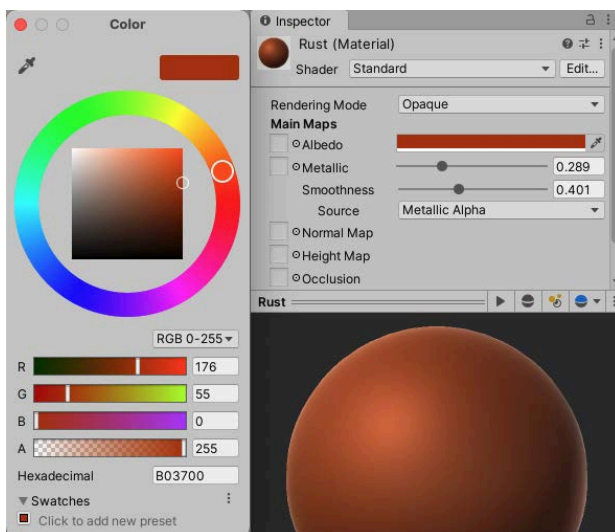 Color
RGB 0-255
R 176
G 55
B 0
A 255
Hexadecimal B03700
Swatches
Click to add new preset
Inspector
Rust (Material)
Shader Standard Edit...
Rendering Mode Opaque
Main Maps
Albedo
Metallic 0.289
Smoothness 0.401
Source Metallic Alpha
Normal Map
Height Map
Occlusion
Rust